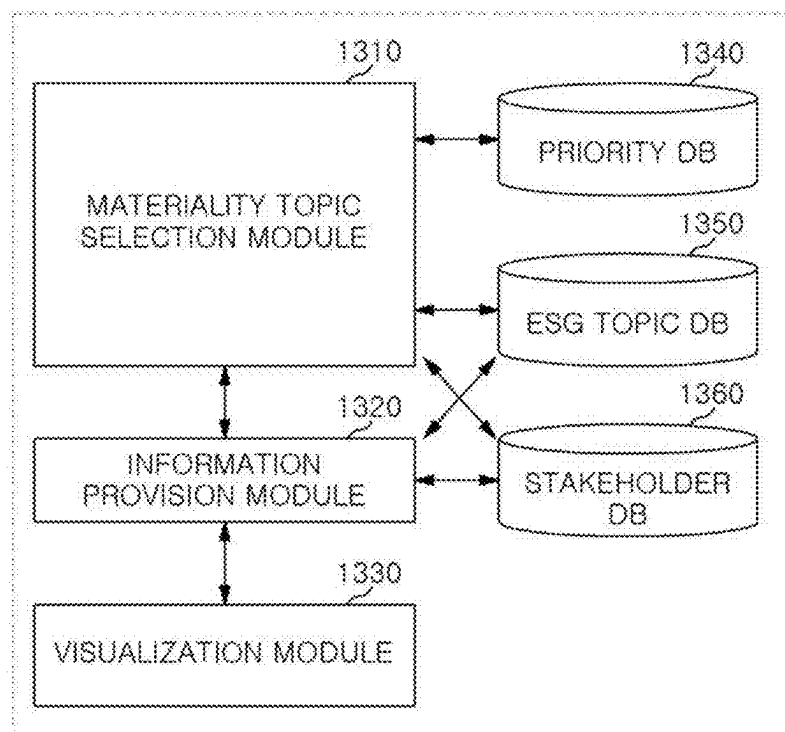 1310
MATERIALITY TOPIC
SELECTION MODULE
1340
PRIORITY DB
1350
ESG TOPIC DB
1320
INFORMATION
PROVISION MODULE
1360
STAKEHOLDER
DB
1330
VISUALIZATION MODULE